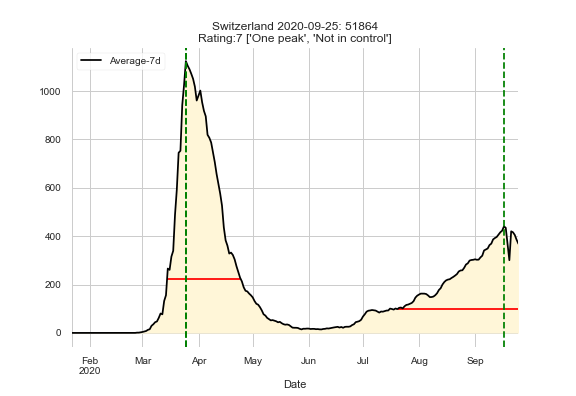 Switzerland 2020-09-25: 51864
Rating:7 ['One peak', 'Not in control']
Average-7d
1000
800
600
400
200
0
Feb Mar Apr May Jun Jul Aug Sep
2020
Date